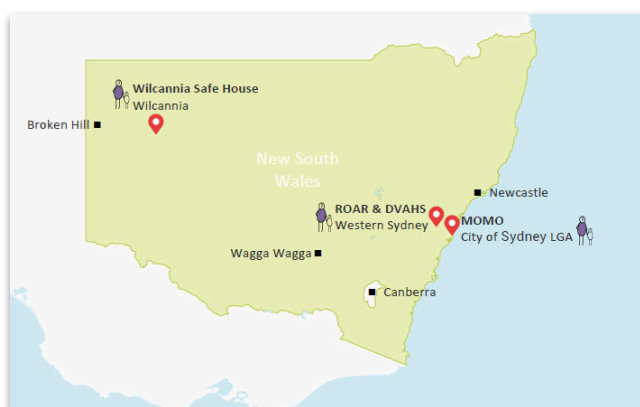 Wilcannia Safe House
Wilcannia
Broken Hill
New South
Wales
Newcastle
ROAR & DVAHS
Western Sydney
MOMO
City of Sydney LGA
Wagga Wagga
Canberra